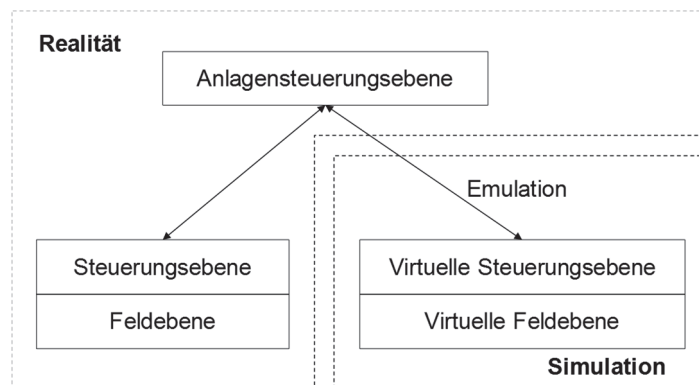 Realität
Anlagensteuerungsebene
Emulation
Steuerungsebene
Feldebene
Virtuelle Steuerungsebene
Virtuelle Feldebene
Simulation